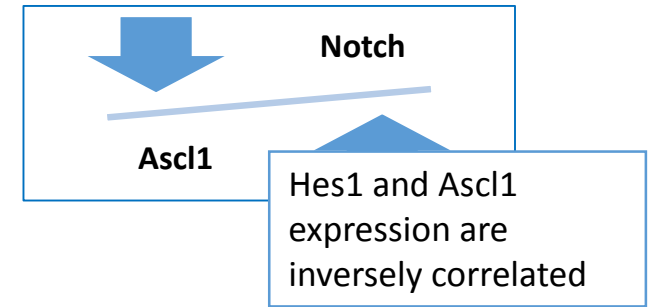 Notch
Ascl1
Hes1 and Ascl1
expression are
inversely correlated